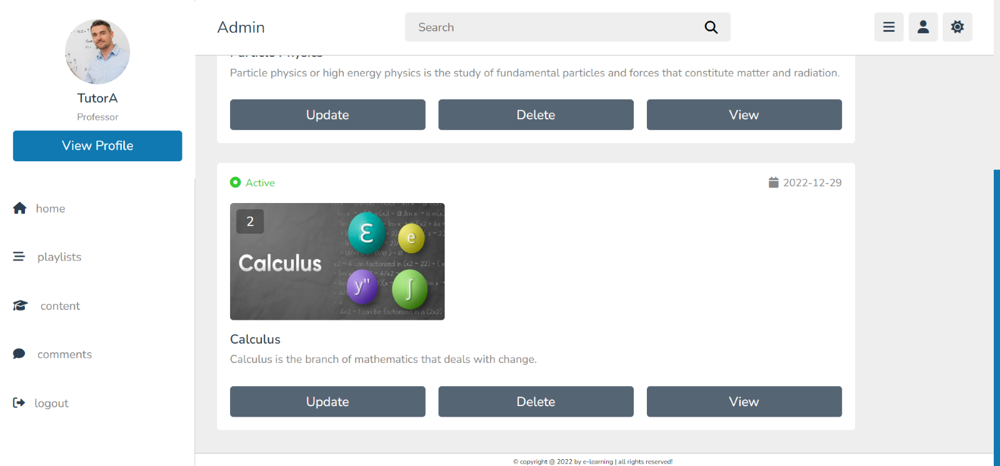 Admin
Search
TutorA
Professor
View Profile
home
playlists
content
comments
logout
Particle Physics
Particle physics or high energy physics is the study of fundamental particles and forces that constitute matter and radiation.
Update Delete View
Active 2022-12-29
2
Calculus
Ɛ
e
y"
∫
Calculus
Calculus is the branch of mathematics that deals with change.
Update Delete View
© copyright @ 2022 by e-learning | all rights reserved!